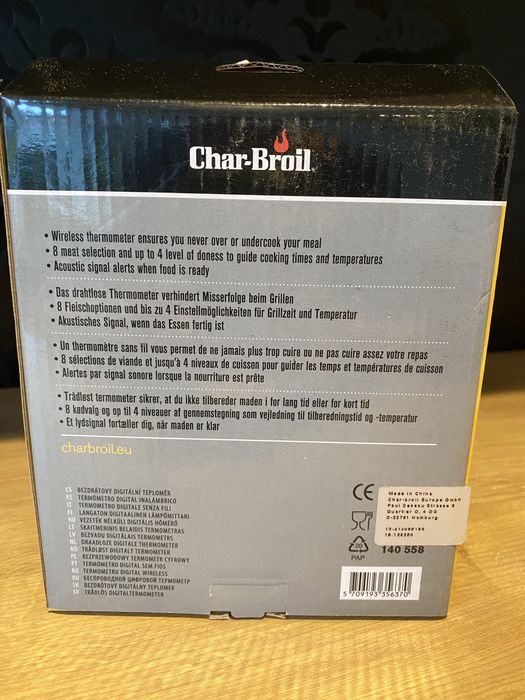 Char-Broil
• Wireless thermometer ensures you never over or undercook your meal
• 8 meat selection and up to 4 level of doness to guide cooking times and temperatures
• Acoustic signal alerts when food is ready
• Das drahtlose Thermometer verhindert Misserfolge beim Grillen
• 8 Fleischoptionen und bis zu 4 Einstellmöglichkeiten für Grillzeit und Temperatur
• Akustisches Signal, wenn das Essen fertig ist
• Un thermomètre sans fil vous permet de ne jamais plus trop cuire ou ne pas cuire assez votre repas
• 8 sélections de viande et jusqu'à 4 niveaux de cuisson pour guider les temps et températures de cuisson
• Alertes par signal sonore lorsque la nourriture est prête
• Trådløst termometer sikrer, at du ikke tilbereder maden i for lang tid eller for kort tid
• 8 kødvalg og op til 4 niveauer af gennemstegning som vejledning til tilberedningstid og -temperatur
• Et lydsignal fortæller dig, når maden er klar
charbroil.eu
CS BEZDRÁTOVÝ DIGITÁLNÍ TEPLOMĚR
ES TERMÓMETRO DIGITAL INALÁMBRICO
IT TERMOMETRO DIGITALE SENZA FILI
FI LANGATON DIGITAALINEN LÄMPÖMITTARI
HU VEZETÉK NÉLKÜLI DIGITÁLIS HŐMÉRŐ
LT SKAITMENINIS BELAIDIS TERMOMETRAS
LV BEZVADU DIGITĀLAIS TERMOMETRS
NL DRAADLOZE DIGITALE THERMOMETER
NO TRÅDLØST DIGITALT TERMOMETER
PL BEZPRZEWODOWY TERMOMETR CYFROWY
PT TERMÓMETRO DIGITAL SEM FIOS
RO TERMOMETRU DIGITAL WIRELESS
RU БЕСПРОВОДНОЙ ЦИФРОВОЙ ТЕРМОМЕТР
SK BEZDRÔTOVÝ DIGITÁLNY TEPLOMER
SV TRÅDLÖS DIGITALTERMOMETER
CE
Made in China
Char-broil Europe GmbH
Paul Dessau Strasse 8
Quartier O, 4 OG
D-22761 Hamburg
20
PAP
140 558
5 709193 356370